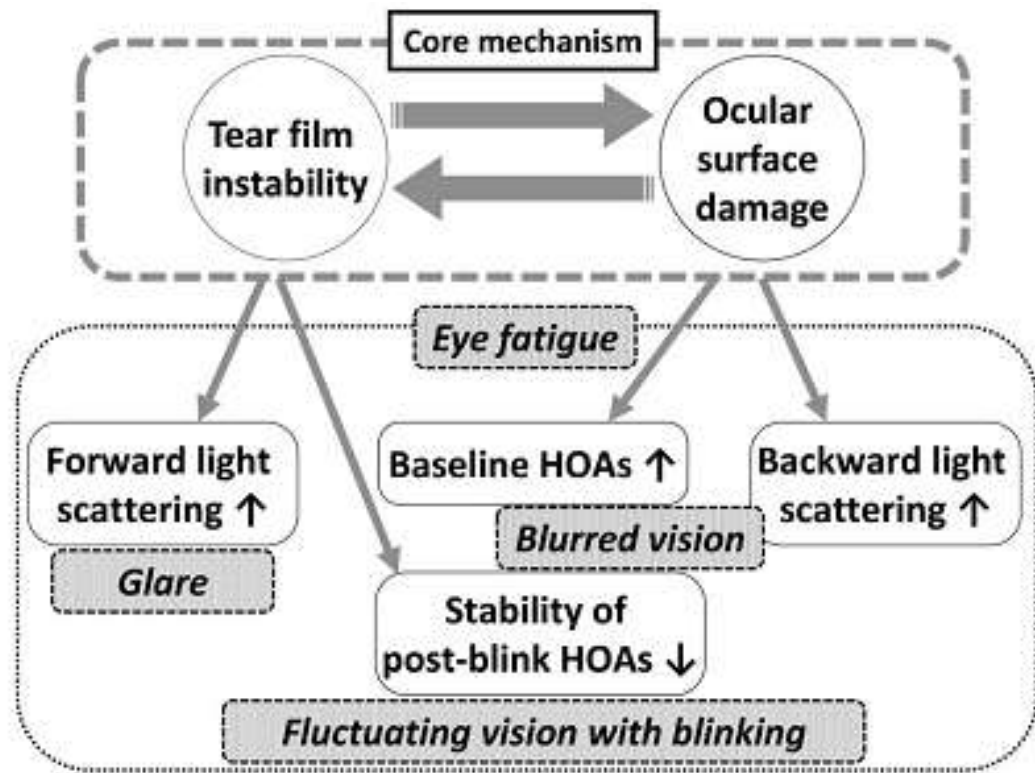 Core mechanism
Tear film
instability
Ocular
surface
damage
Eye fatigue
Forward light
scattering ↑
Baseline HOAs ↑
Backward light
scattering ↑
Glare
Blurred vision
Stability of
post-blink HOAs ↓
Fluctuating vision with blinking